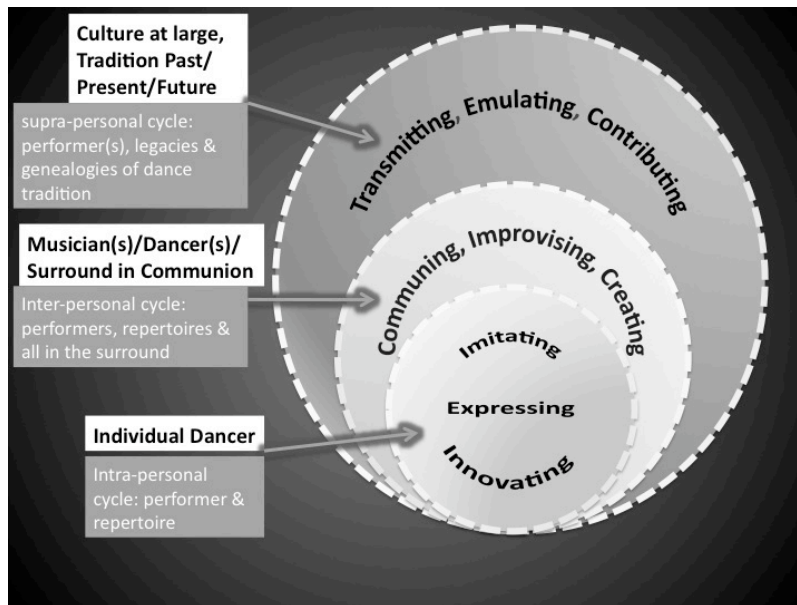 Culture at large,
Tradition Past/
Present/Future
supra-personal cycle:
performer(s), legacies &
genealogies of dance
tradition
Transmitting, Emulating, Contributing
Musician(s)/Dancer(s)/
Surround in Communion
Inter-personal cycle:
performers, repertoires &
all in the surround
Communing, Improvising, Creating
Individual Dancer
Intra-personal
cycle: performer &
repertoire
Imitating
Expressing
Innovating